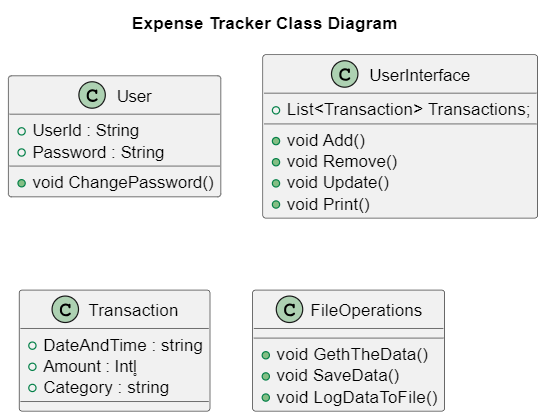 Expense Tracker Class Diagram
C User
UserId : String
Password : String
void ChangePassword()
C UserInterface
List<Transaction> Transactions;
void Add()
void Remove()
void Update()
void Print()
C Transaction
DateAndTime : string
Amount : Int
Category : string
C FileOperations
void GethTheData()
void SaveData()
void LogDataToFile()